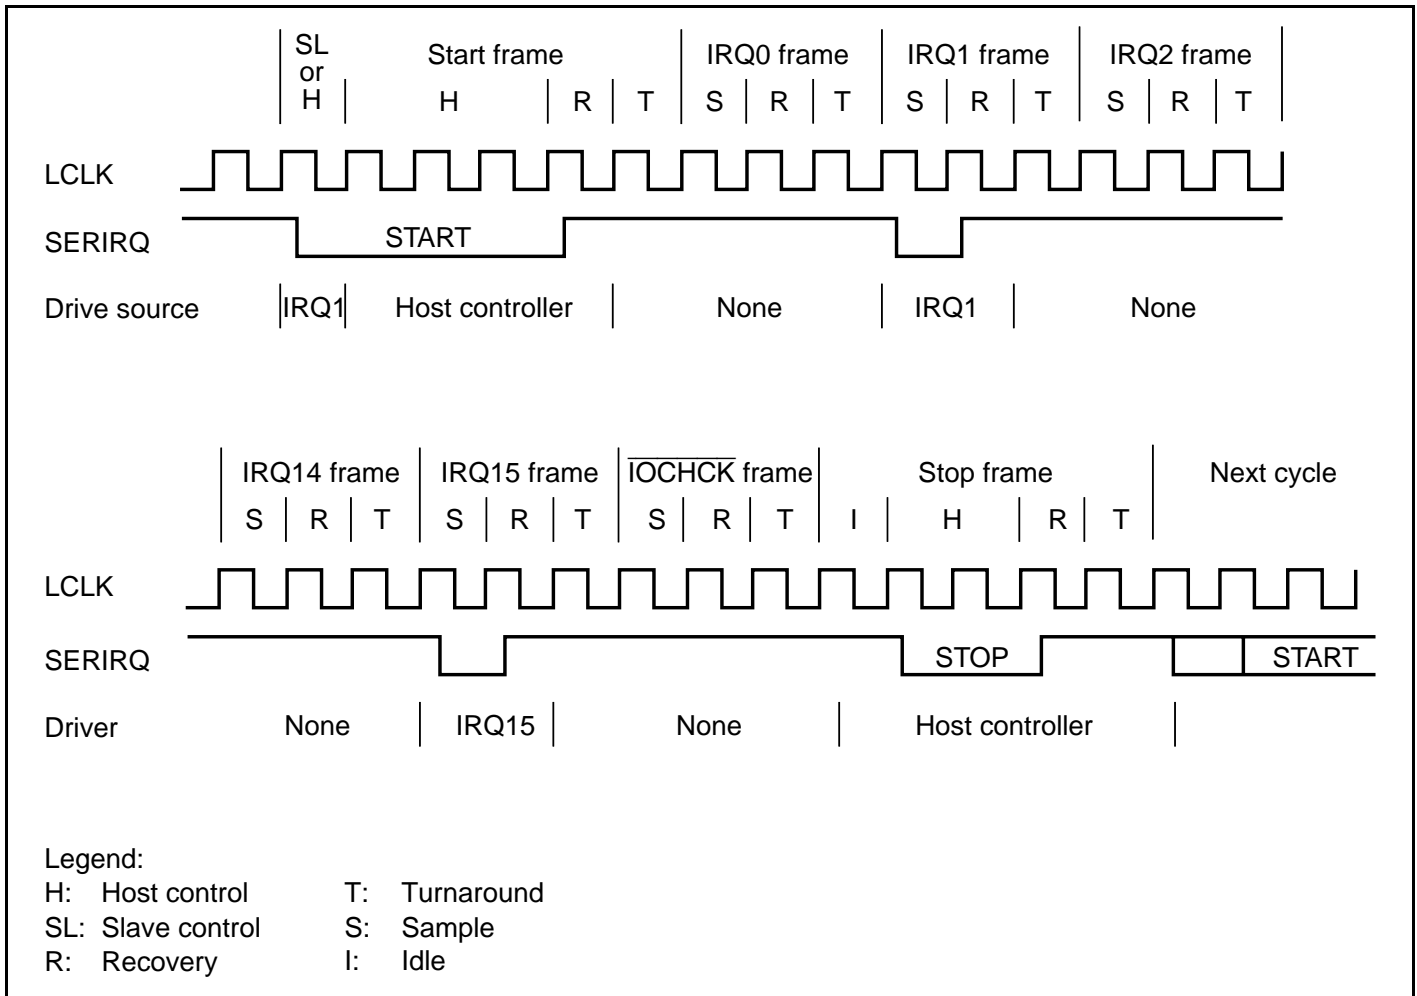 SL
or
H
Start frame
IRQ0 frame
IRQ1 frame
IRQ2 frame
H R T S R T S R T S R T
LCLK
SERIRQ
START
Drive source
IRQ1
Host controller
None
IRQ1
None
IRQ14 frame
IRQ15 frame
IOCHCK frame
Stop frame
Next cycle
S R T S R T S R T I H R T
LCLK
SERIRQ
STOP
START
Driver
None
IRQ15
None
Host controller
Legend:
H: Host control T: Turnaround
SL: Slave control S: Sample
R: Recovery I: Idle